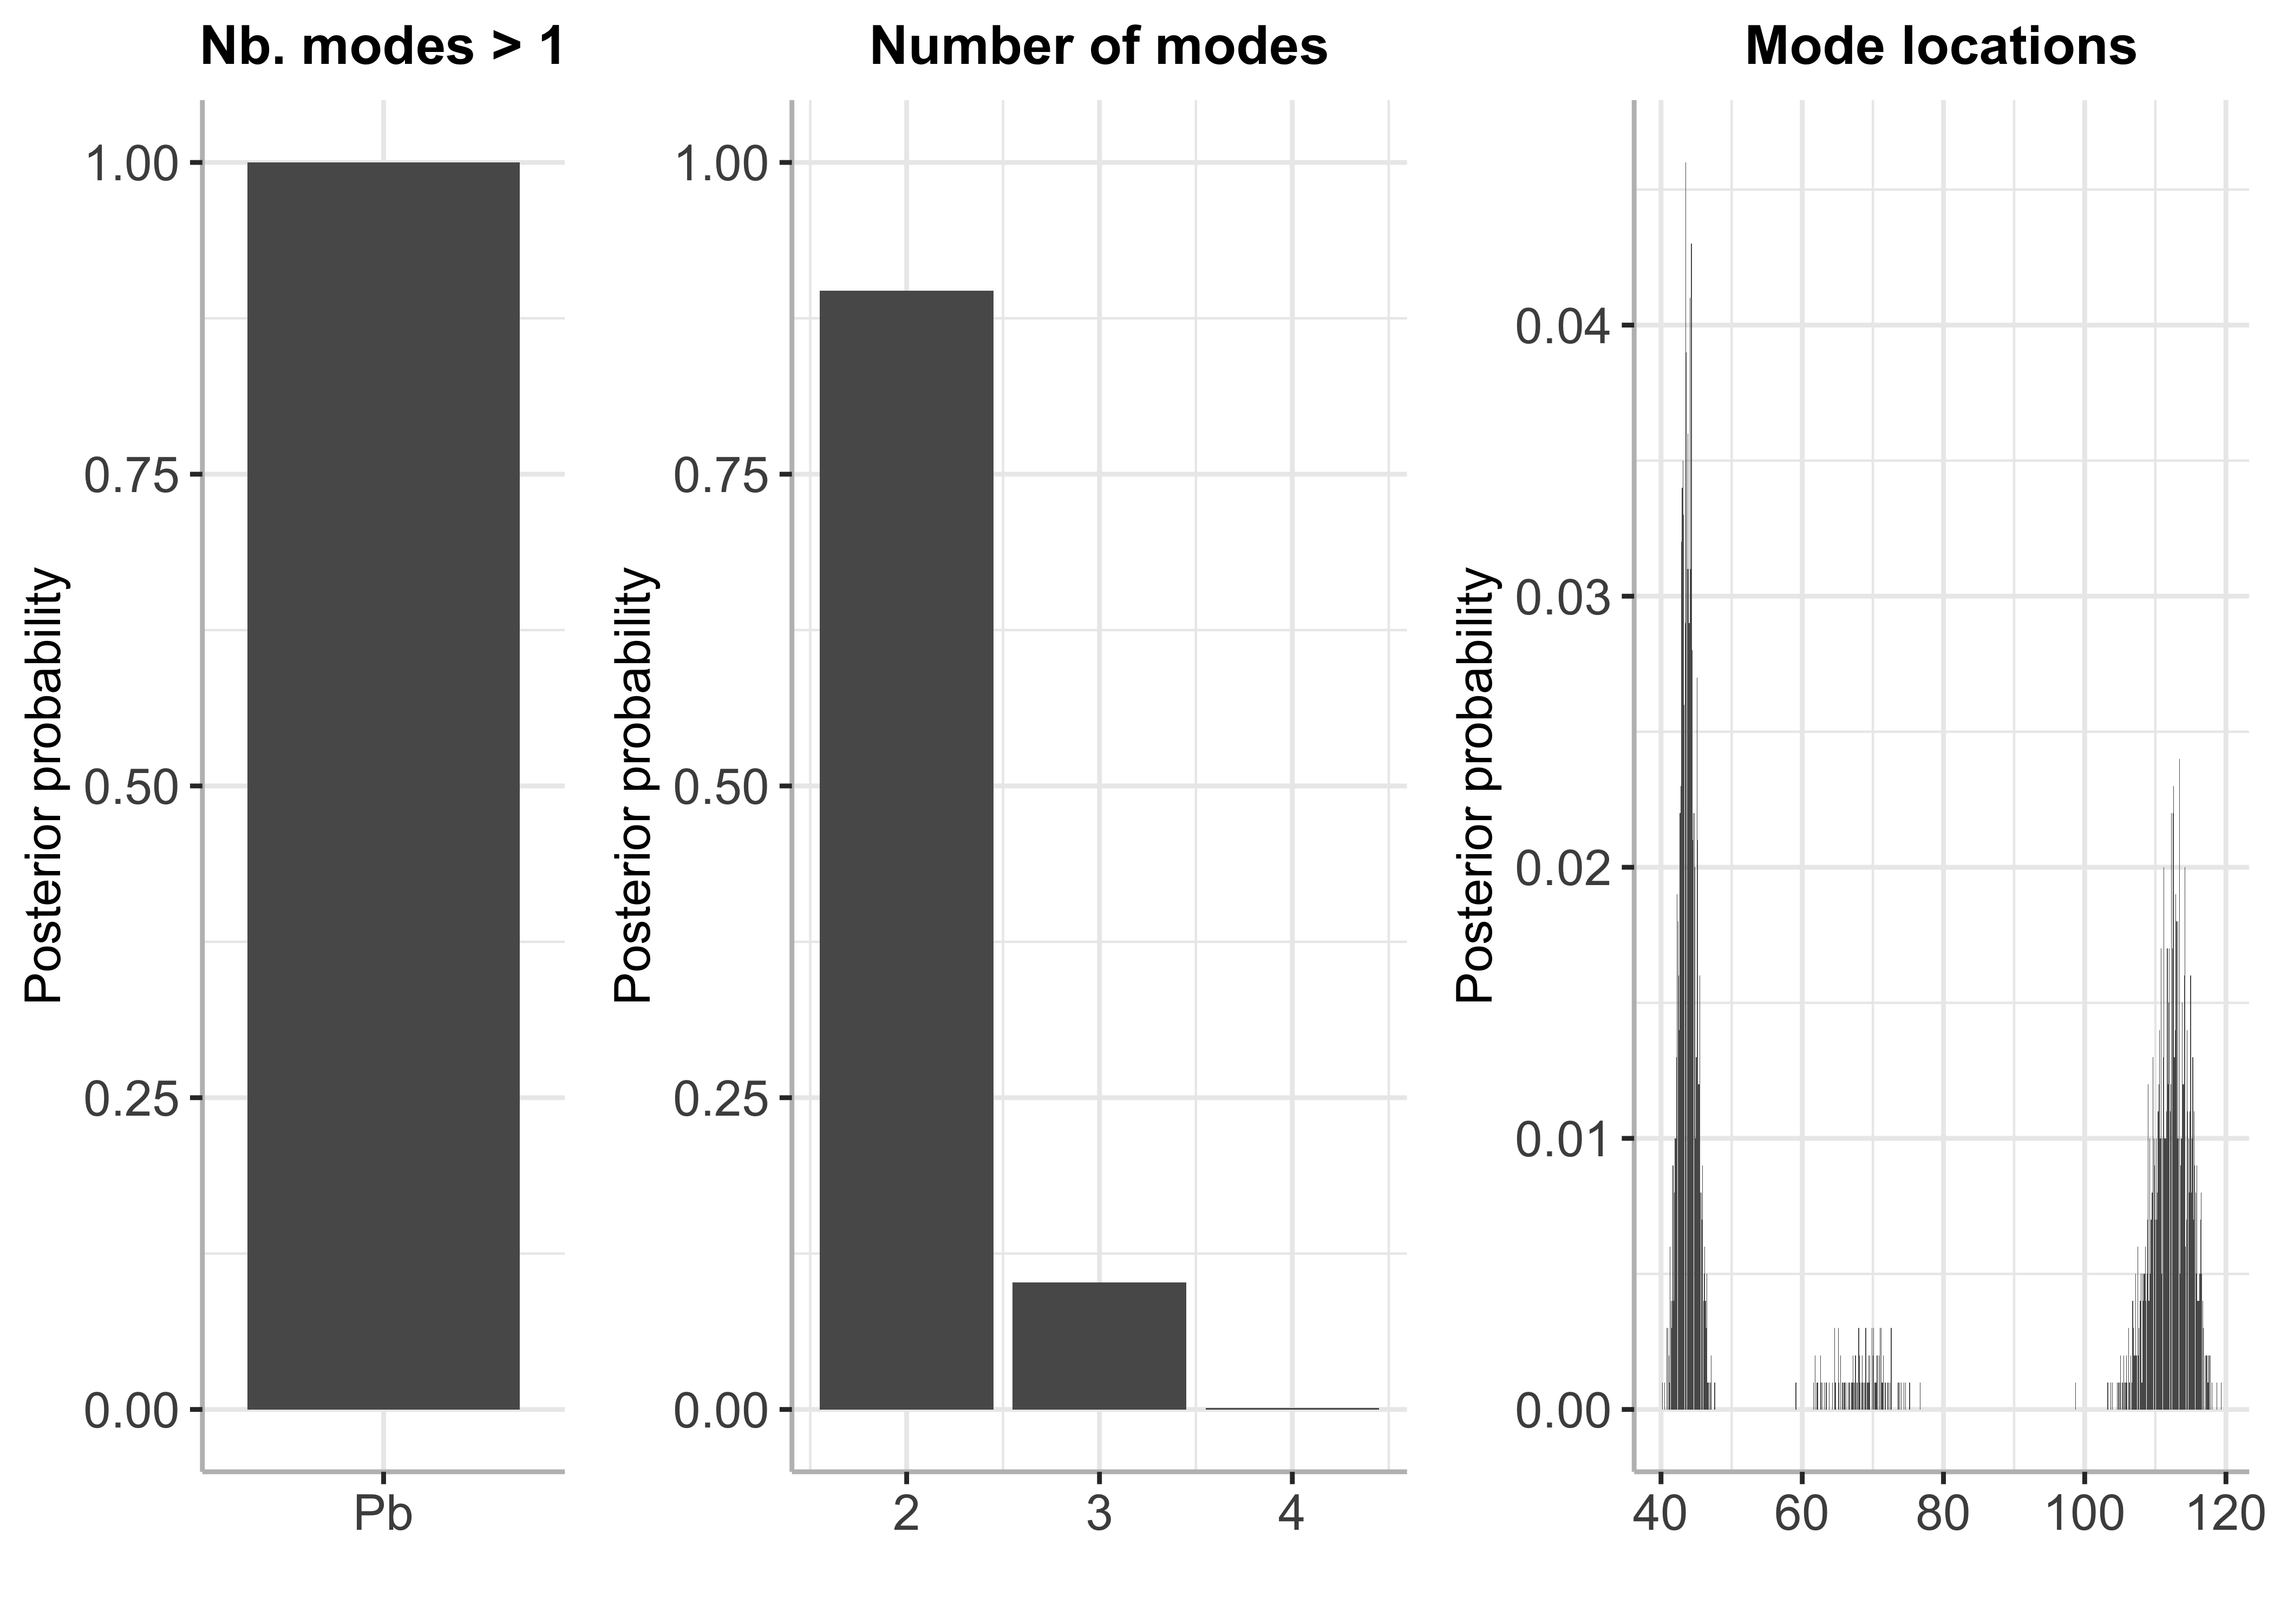 Nb. modes > 1
Posterior probability
1.00
0.75
0.50
0.25
0.00
Pb
Number of modes
Posterior probability
1.00
0.75
0.50
0.25
0.00
2 3 4
Mode locations
Posterior probability
0.04
0.03
0.02
0.01
0.00
40 60 80 100 120